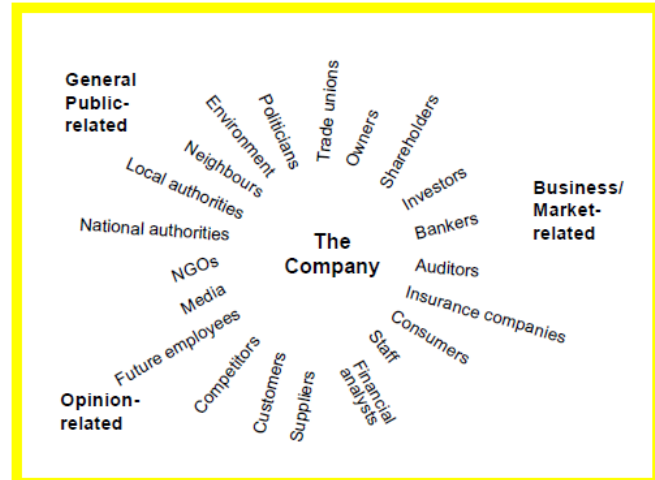 General
Public-
related
Environment
Politicians
Trade unions
Owners
Shareholders
Neighbours
Local authorities
National authorities
Investors
Bankers
Business/
Market-
related
The
Company
NGOs
Media
Future employees
Auditors
Insurance companies
Consumers
Staff
Financial
analysts
Competitors
Customers
Suppliers
Opinion-
related